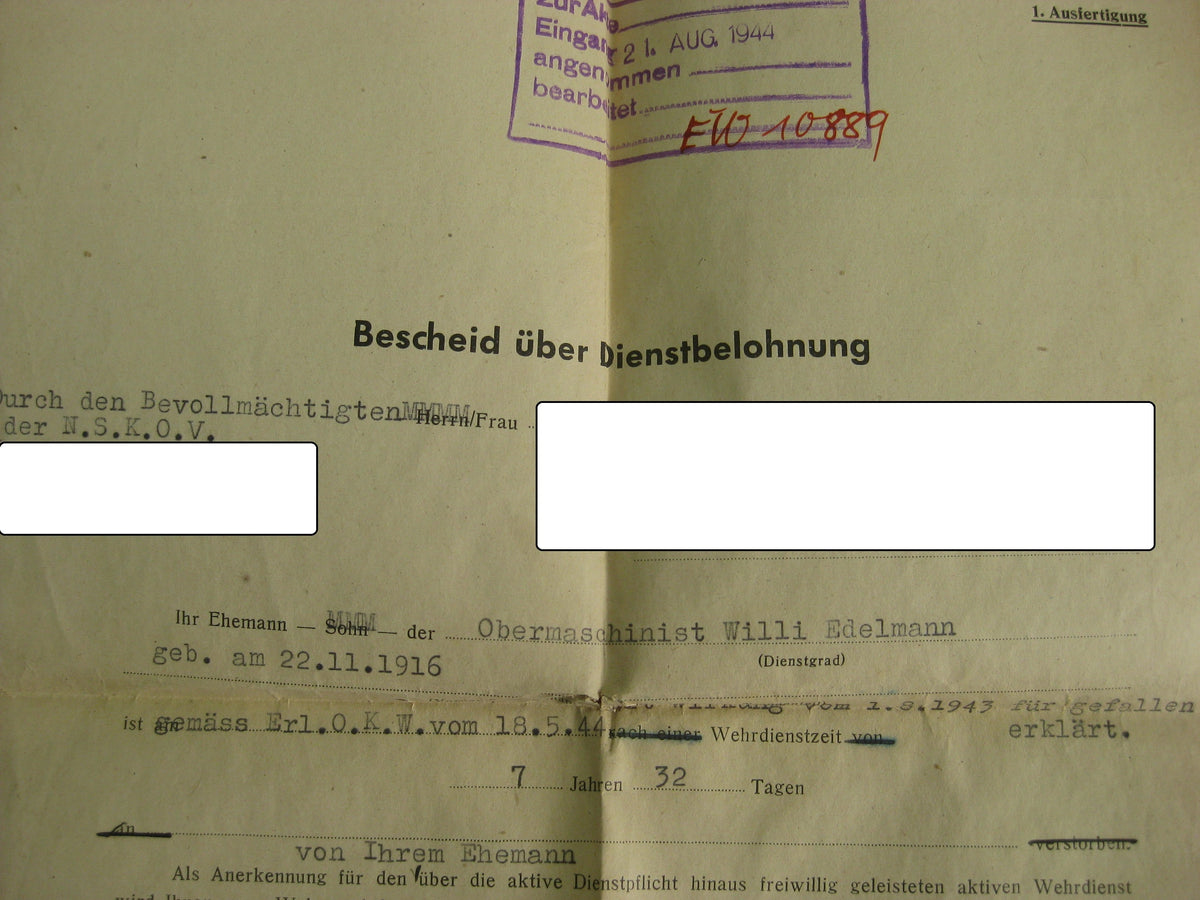 1. Ausfertigung
Zur Akte
Eingang 21. AUG. 1944
angenommen
bearbeitet
EW 10889
Bescheid über Dienstbelohnung
Durch den Bevollmächtigten Herrn/Frau
der N.S.K.O.V.
Ihr Ehemann — Sohn — der Obermaschinist Willi Edelmann
(Dienstgrad)
geb. am 22.11.1916
mit Wirkung vom 1.9.1943 für gefallen
ist gemäss Erl.O.K.W.vom 18.5.44 nach einer Wehrdienstzeit von erklärt.
7 Jahren 32 Tagen
an verstorben.
von Ihrem Ehemann
Als Anerkennung für den über die aktive Dienstpflicht hinaus freiwillig geleisteten aktiven Wehrdienst